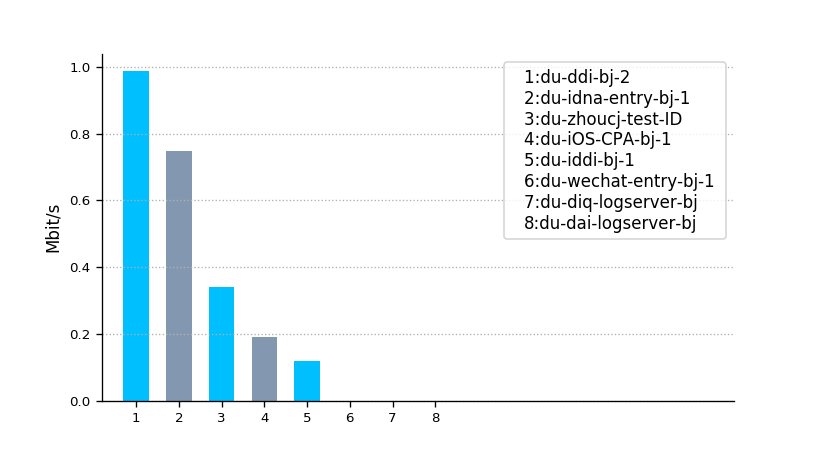 1.0
0.8
0.6
0.4
0.2
0.0
Mbit/s
1 2 3 4 5 6 7 8
1:du-ddi-bj-2
2:du-idna-entry-bj-1
3:du-zhoucj-test-ID
4:du-iOS-CPA-bj-1
5:du-iddi-bj-1
6:du-wechat-entry-bj-1
7:du-diq-logserver-bj
8:du-dai-logserver-bj